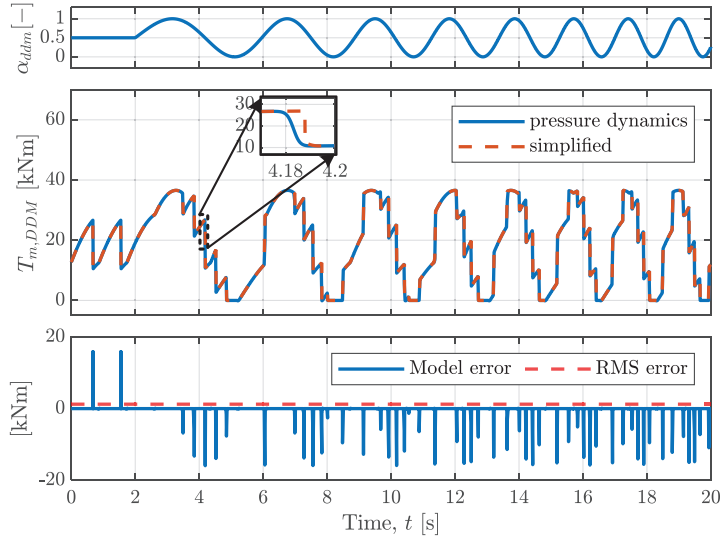 1
0.5
0
α_ddm [−]
60
40
20
0
T_m,DDM [kNm]
pressure dynamics
simplified
30
20
10
4.18
4.2
20
0
-20
[kNm]
Model error
RMS error
0 2 4 6 8 10 12 14 16 18 20
Time, t [s]